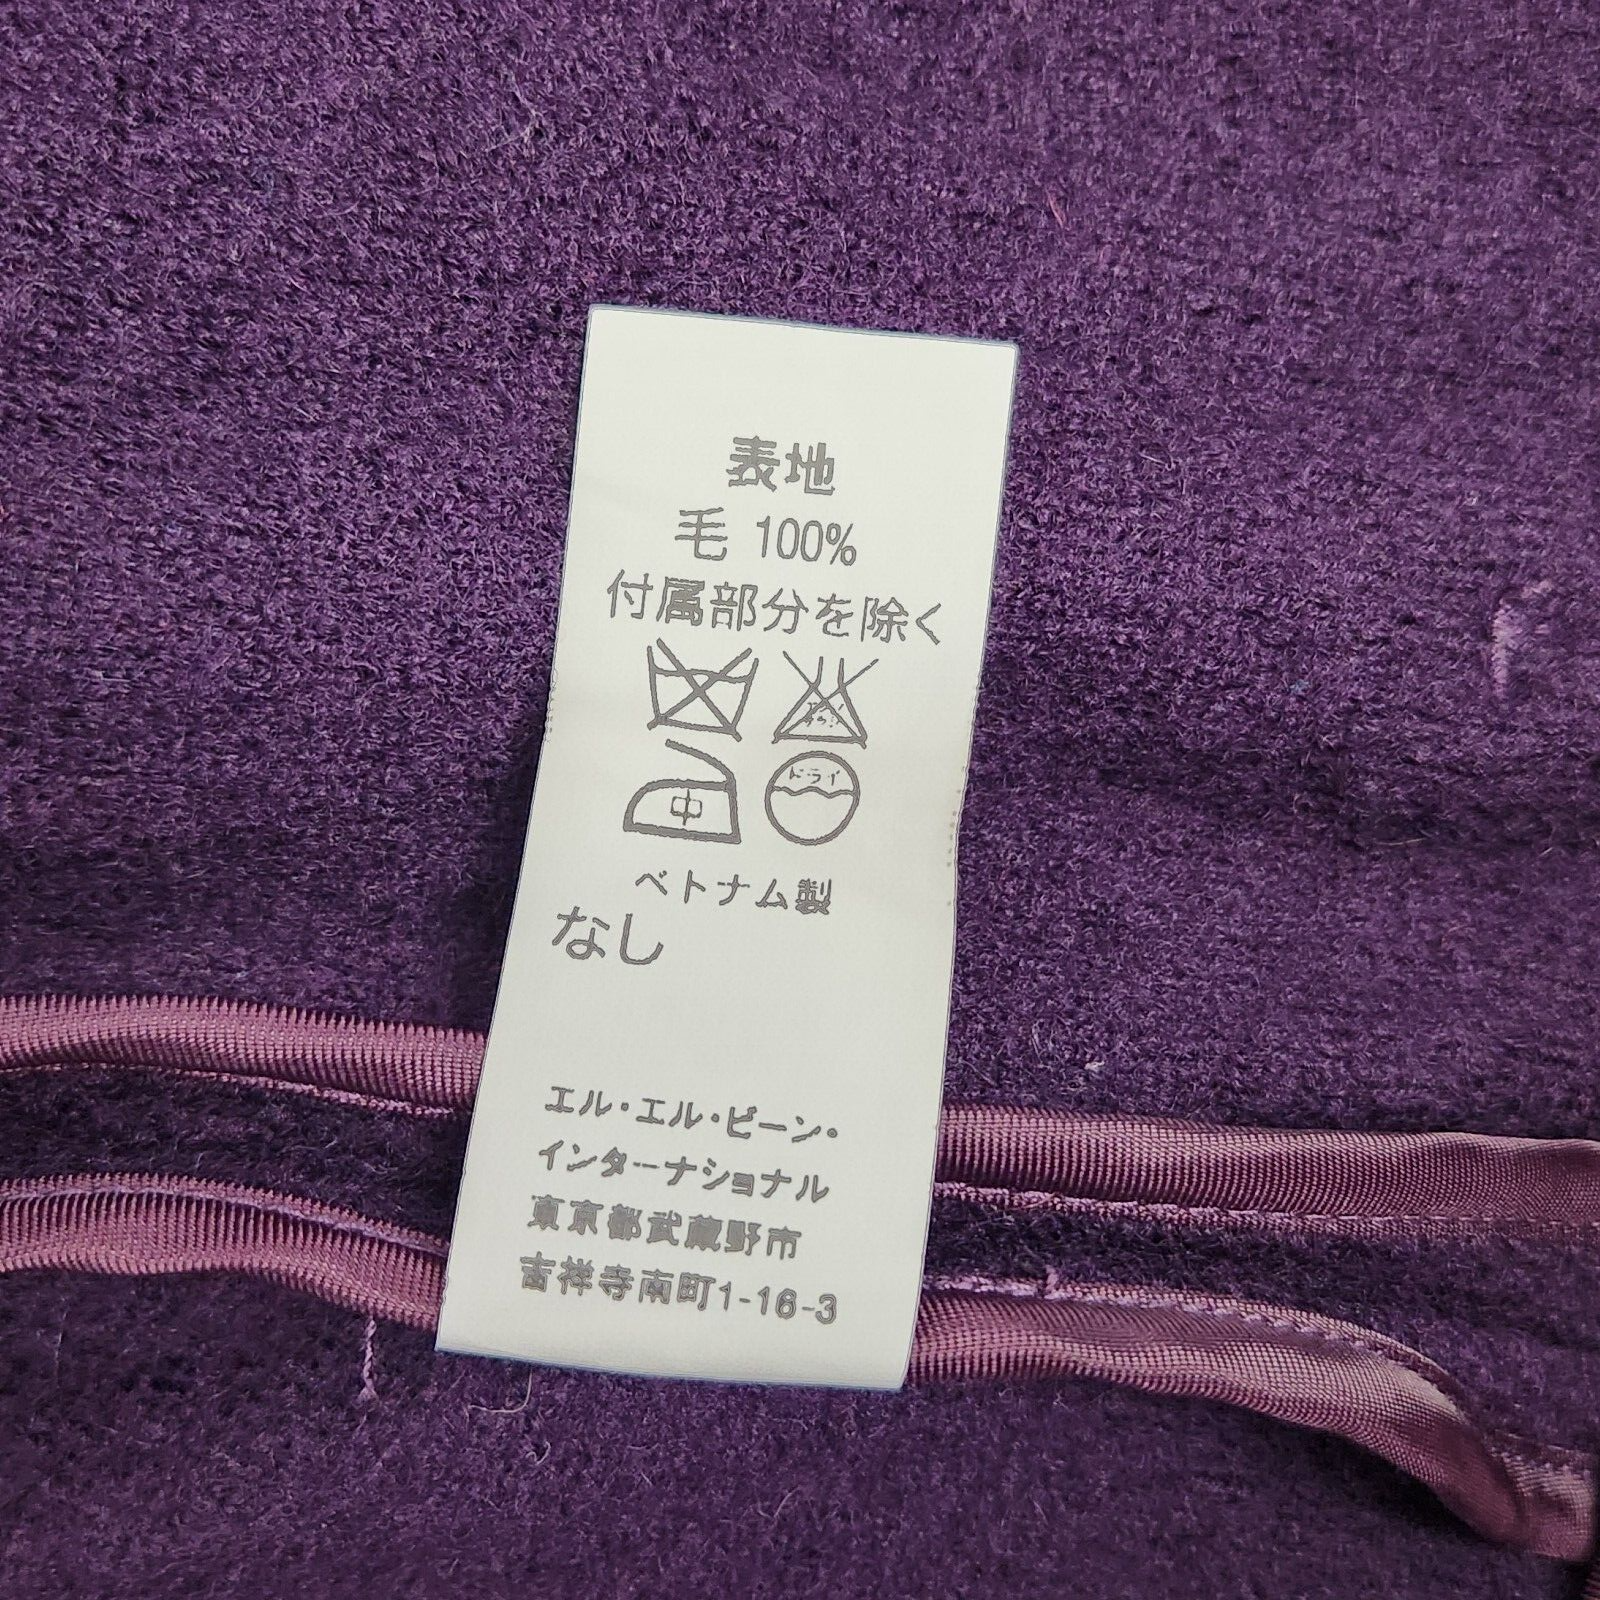 表地
毛 100%
付属部分を除く
中
ドライ
ベトナム製
なし
エル・エル・ビーン・
インターナショナル
東京都武蔵野市
吉祥寺南町1-16-3